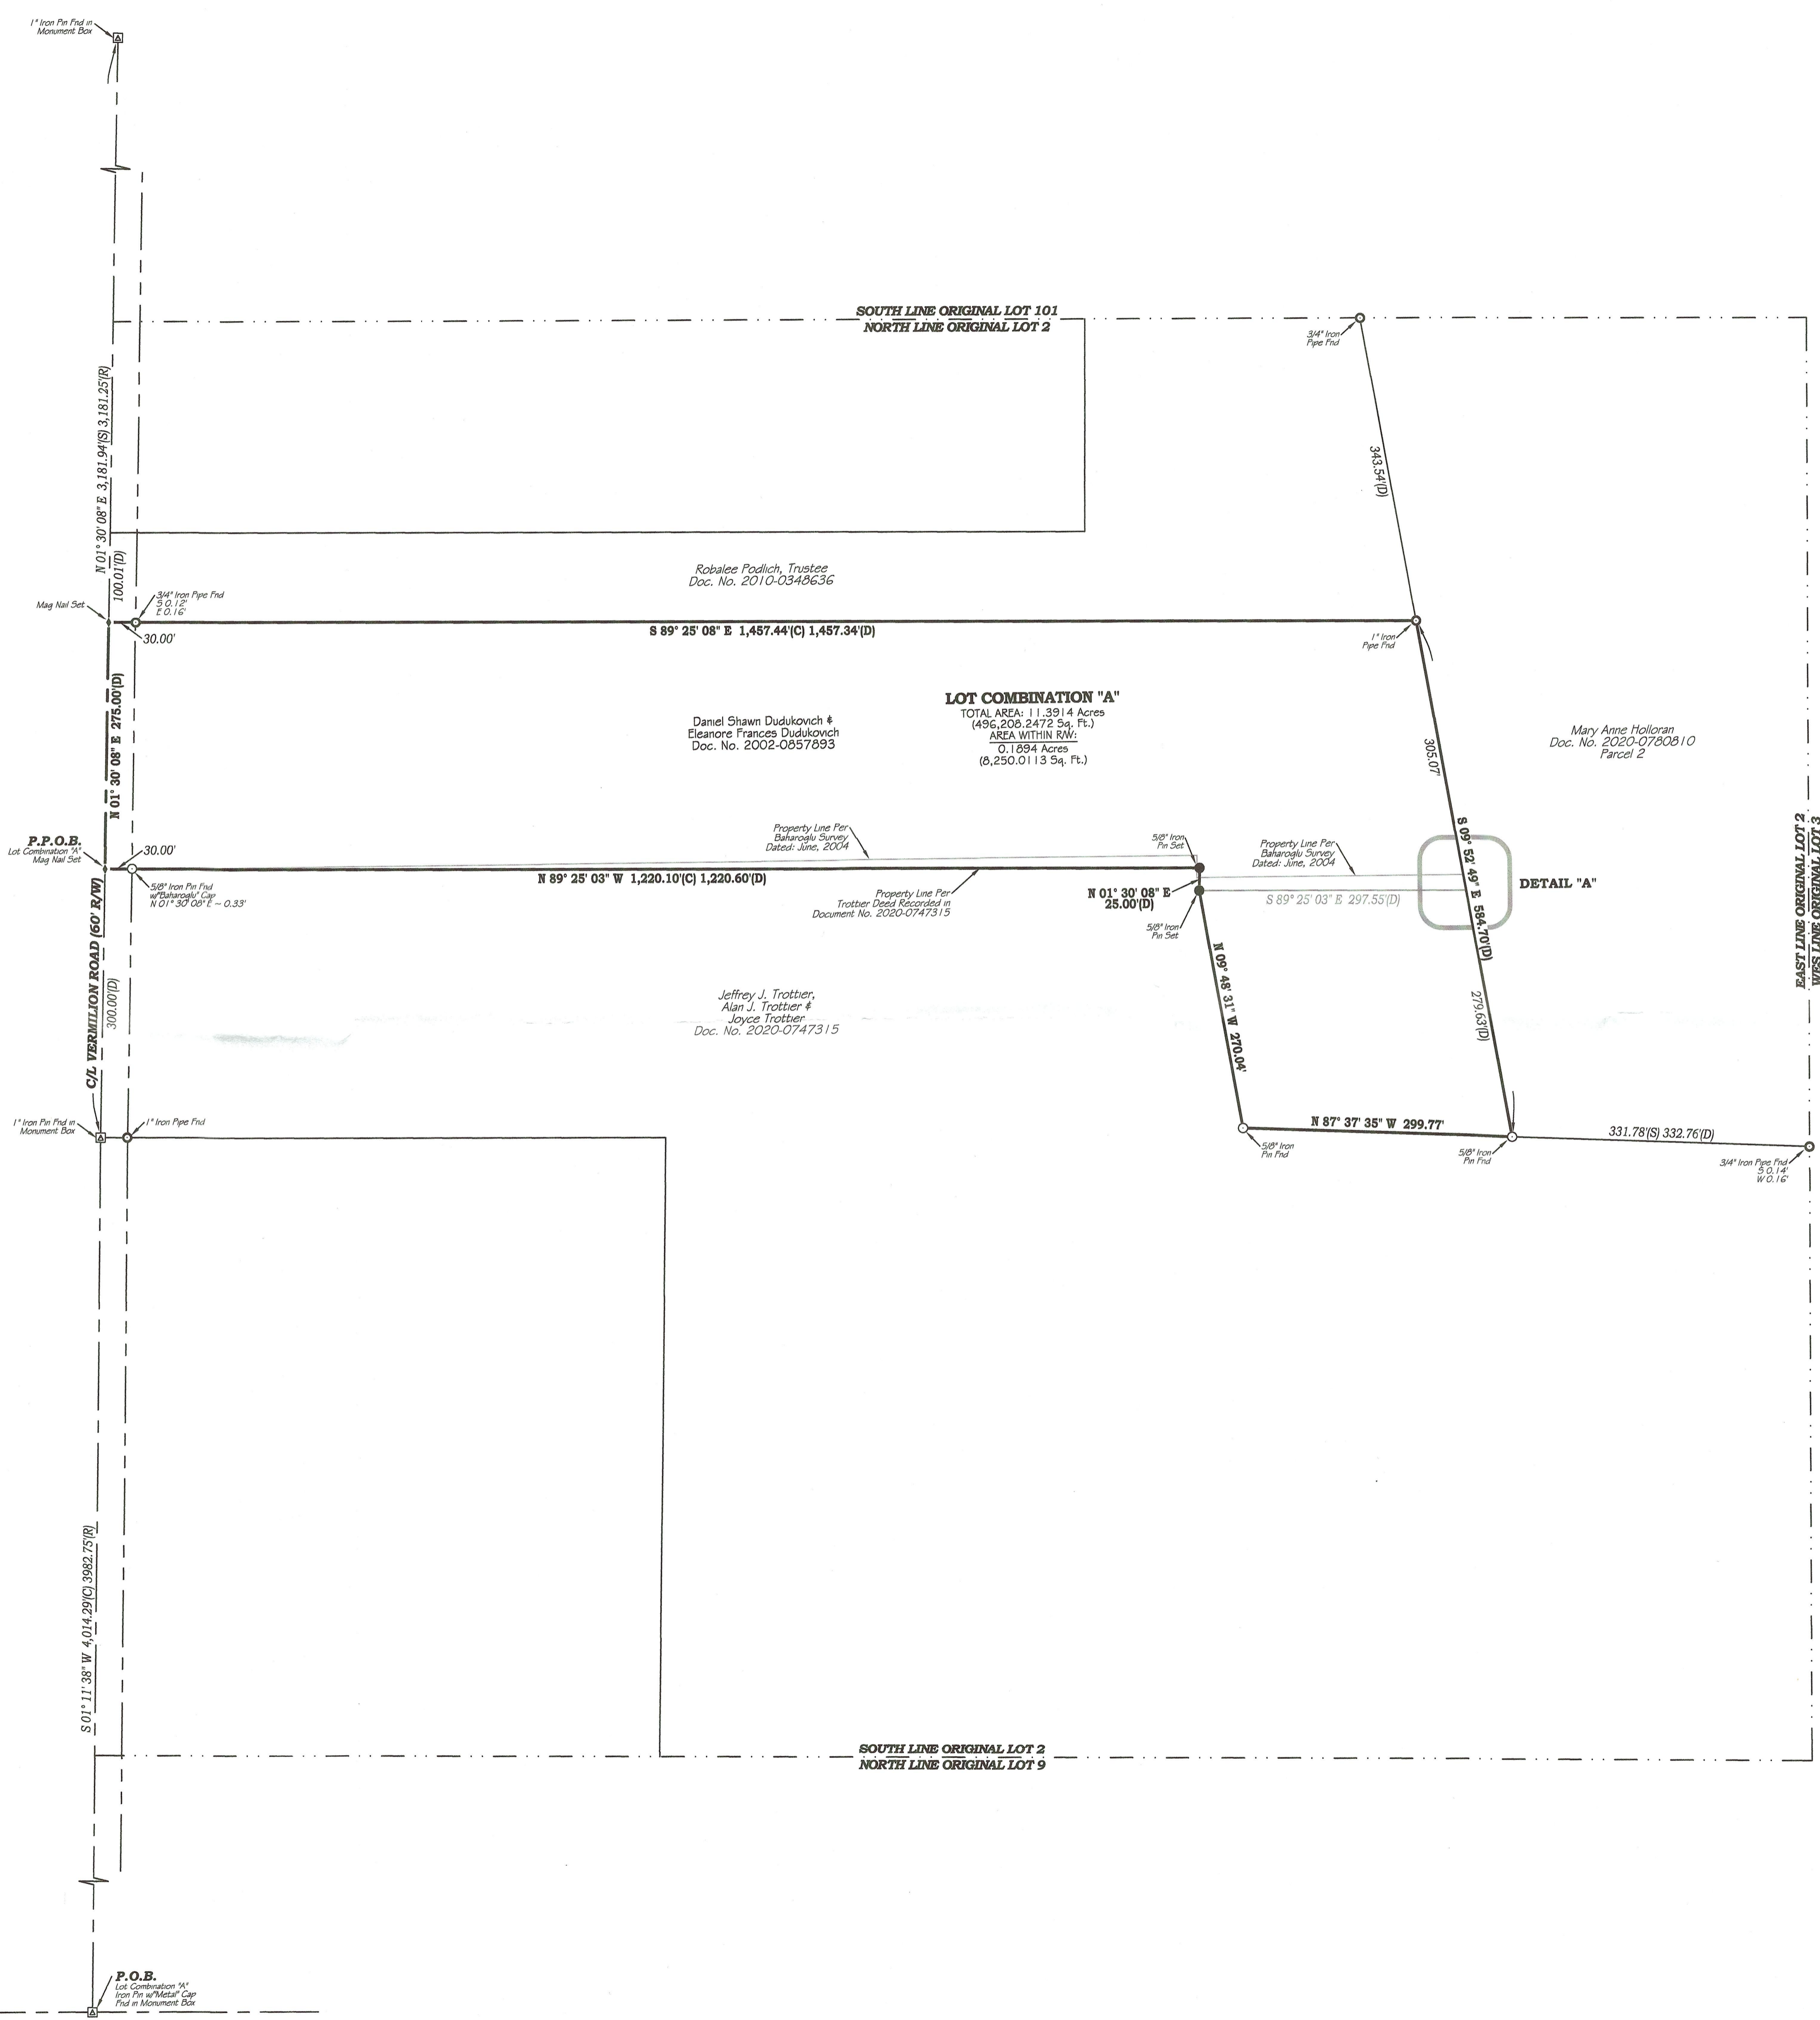 1" Iron Pin Fnd in
Monument Box
SOUTH LINE ORIGINAL LOT 101
NORTH LINE ORIGINAL LOT 2
3/4" Iron
Pipe Fnd
N 01° 30' 08" E 3,181.94'(S) 3,181.25'(R)
343.54'(D)
100.01'(D)
Robalee Podlich, Trustee
Doc. No. 2010-0348636
3/4" Iron Pipe Fnd
S 0.12'
E 0.16'
Mag Nail Set
30.00'
S 89° 25' 08" E 1,457.44'(C) 1,457.34'(D)
1" Iron
Pipe Fnd
N 01° 30' 08" E 275.00'(D)
LOT COMBINATION "A"
TOTAL AREA: 11.3914 Acres
(496,208.2472 Sq. Ft.)
AREA WITHIN R/W:
0.1894 Acres
(8,250.0113 Sq. Ft.)
Daniel Shawn Dudukovich &
Eleanore Frances Dudukovich
Doc. No. 2002-0857893
Mary Anne Holloran
Doc. No. 2020-0780810
Parcel 2
305.07'
P.P.O.B.
Lot Combination "A"
Mag Nail Set
30.00'
Property Line Per
Baharoglu Survey
Dated: June, 2004
5/8" Iron
Pin Set
Property Line Per
Baharoglu Survey
Dated: June, 2004
S 09° 52' 49" E 584.70'(D)
EAST LINE ORIGINAL LOT 2
WES LINE ORIGINAL LOT 3
N 89° 25' 03" W 1,220.10'(C) 1,220.60'(D)
DETAIL "A"
5/8" Iron Pin Fnd
w/"Baharoglu" Cap
N 01° 30' 08" E ~ 0.33'
Property Line Per
Trottier Deed Recorded in
Document No. 2020-0747315
N 01° 30' 08" E
25.00'(D)
S 89° 25' 03" E 297.55'(D)
5/8" Iron
Pin Set
C/L VERMILION ROAD (60' R/W)
300.00'(D)
Jeffrey J. Trottier,
Alan J. Trottier &
Joyce Trottier
Doc. No. 2020-0747315
N 09° 48' 31" W 270.04'
279.63'(D)
1" Iron Pin Fnd in
Monument Box
1" Iron Pipe Fnd
N 87° 37' 35" W 299.77'
331.78'(S) 332.76'(D)
5/8" Iron
Pin Fnd
5/8" Iron
Pin Fnd
3/4" Iron Pipe Fnd
S 0.14'
W 0.16'
S 01° 11' 38" W 4,014.29'(C) 3982.75'(R)
SOUTH LINE ORIGINAL LOT 2
NORTH LINE ORIGINAL LOT 9
P.O.B.
Lot Combination "A"
Iron Pin w/"Metal" Cap
Fnd in Monument Box